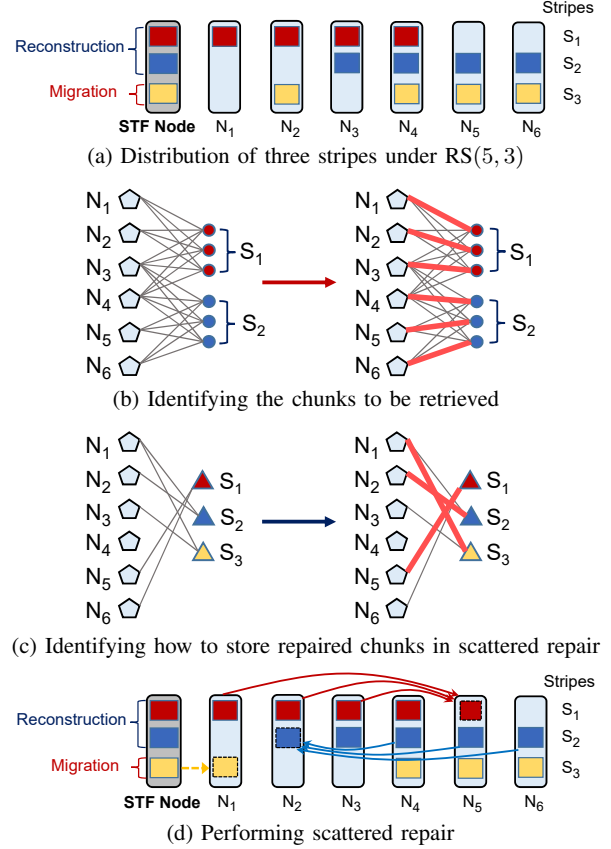 Stripes
Reconstruction
S1
S2
Migration
S3
STF Node N1 N2 N3 N4 N5 N6
(a) Distribution of three stripes under RS(5, 3)
N1 N1
N2 N2
S1 S1
N3 N3
N4 N4
S2 S2
N5 N5
N6 N6
(b) Identifying the chunks to be retrieved
N1 N1
N2 S1 N2 S1
N3 S2 N3 S2
N4 S3 N4 S3
N5 N5
N6 N6
(c) Identifying how to store repaired chunks in scattered repair
Stripes
Reconstruction
S1
S2
Migration
S3
STF Node N1 N2 N3 N4 N5 N6
(d) Performing scattered repair